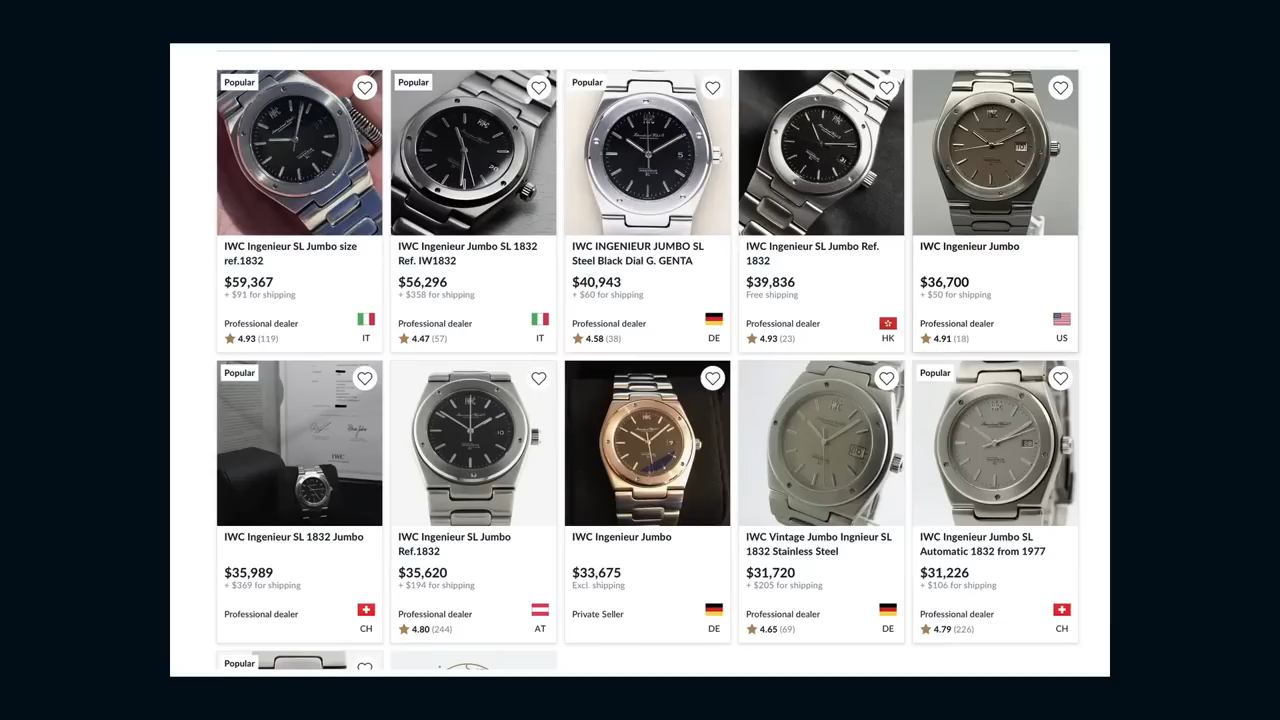 Popular
IWC Ingenieur SL Jumbo size
ref.1832
$59,367
+ $91 for shipping
Professional dealer
4.93 (119)
IT
Popular
IWC Ingenieur Jumbo SL 1832
Ref. IW1832
$56,296
+ $358 for shipping
Professional dealer
4.47 (57)
IT
Popular
IWC INGENIEUR JUMBO SL
Steel Black Dial G. GENTA
$40,943
+ $60 for shipping
Professional dealer
4.58 (38)
DE
IWC Ingenieur SL Jumbo Ref.
1832
$39,836
Free shipping
Professional dealer
4.93 (23)
HK
IWC Ingenieur Jumbo
$36,700
+ $50 for shipping
Professional dealer
4.91 (18)
US
Popular
IWC
IWC Ingenieur SL 1832 Jumbo
$35,989
+ $369 for shipping
Professional dealer
CH
IWC Ingenieur SL Jumbo
Ref.1832
$35,620
+ $194 for shipping
Professional dealer
4.80 (244)
AT
IWC Ingenieur Jumbo
$33,675
Excl. shipping
Private Seller
DE
IWC Vintage Jumbo Ingnieur SL
1832 Stainless Steel
$31,720
+ $205 for shipping
Professional dealer
4.65 (69)
DE
Popular
IWC Ingenieur Jumbo SL
Automatic 1832 from 1977
$31,226
+ $106 for shipping
Professional dealer
4.79 (226)
CH
Popular